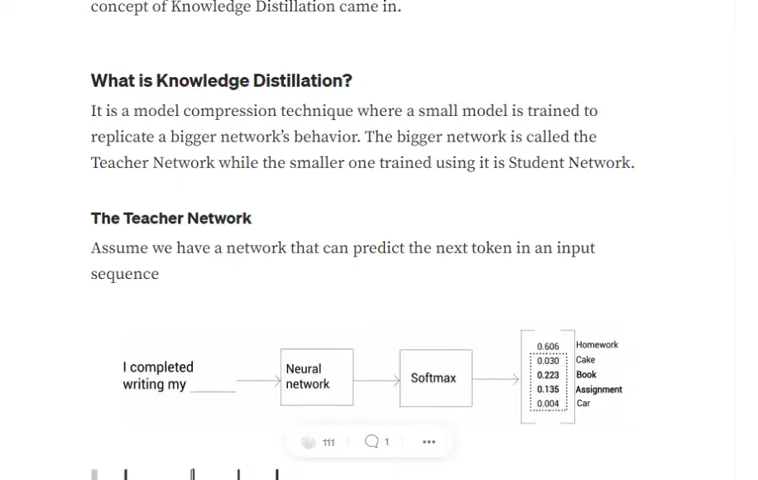 concept of Knowledge Distillation came in.
What is Knowledge Distillation?
It is a model compression technique where a small model is trained to
replicate a bigger network's behavior. The bigger network is called the
Teacher Network while the smaller one trained using it is Student Network.
The Teacher Network
Assume we have a network that can predict the next token in an input
sequence
I completed
writing my ____
Neural
network
Softmax
0.606 Homework
0.030 Cake
0.223 Book
0.135 Assignment
0.004 Car
111 1